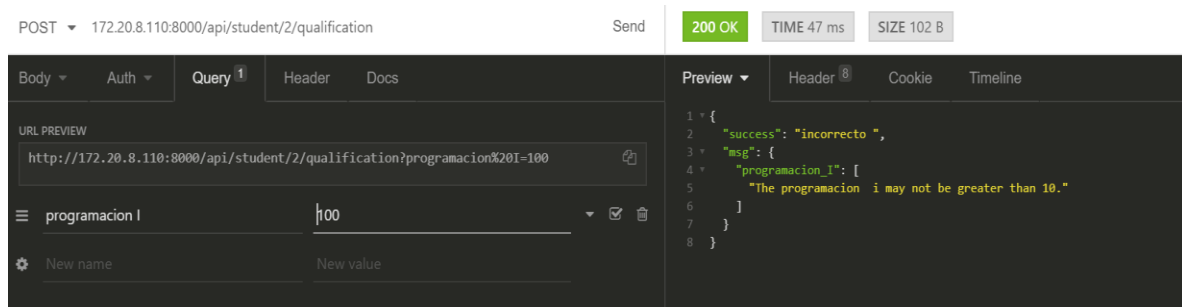 POST 172.20.8.110:8000/api/student/2/qualification Send
200 OK TIME 47 ms SIZE 102 B
Body Auth Query 1 Header Docs
Preview Header 8 Cookie Timeline
URL PREVIEW
http://172.20.8.110:8000/api/student/2/qualification?programacion%20I=100
programacion I 100
New name New value
1 {
2 "success": "incorrecto ",
3 "msg": {
4 "programacion_I": [
5 "The programacion  i may not be greater than 10."
6 ]
7 }
8 }